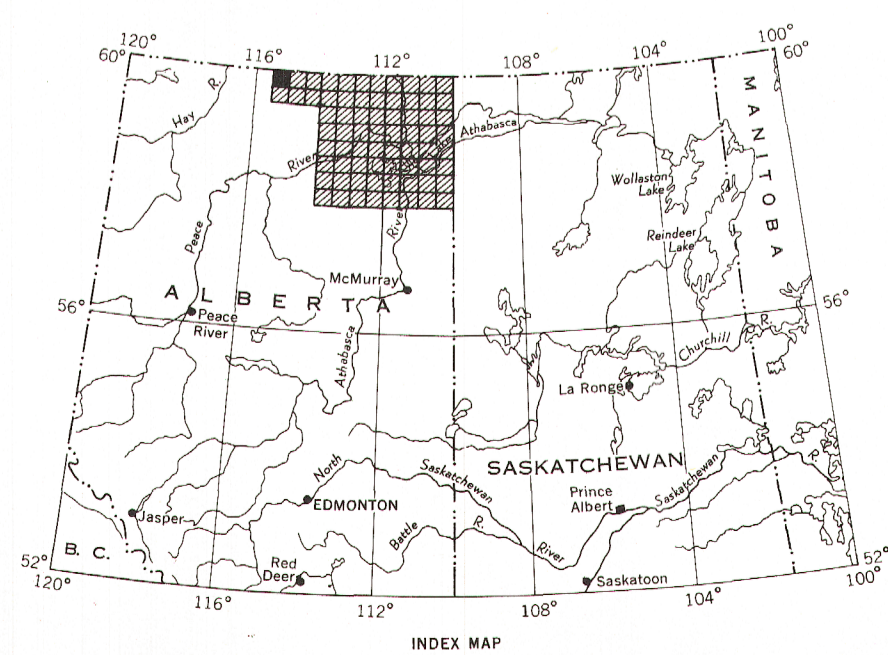 120°
116°
112°
108°
104°
100°
60°
60°
Hay R.
River
Athabasca
MANITOBA
Wollaston
Lake
Peace
River
Reindeer
Lake
McMurray
ALBERTA
56°
56°
Peace
River
Athabasca
Churchill R.
La Ronge
North Saskatchewan
SASKATCHEWAN
Saskatchewan R.
Prince
Albert
EDMONTON
Jasper
Battle R.
River
B. C.
Red
Deer
Saskatoon
52°
52°
120°
116°
112°
108°
104°
100°
INDEX MAP